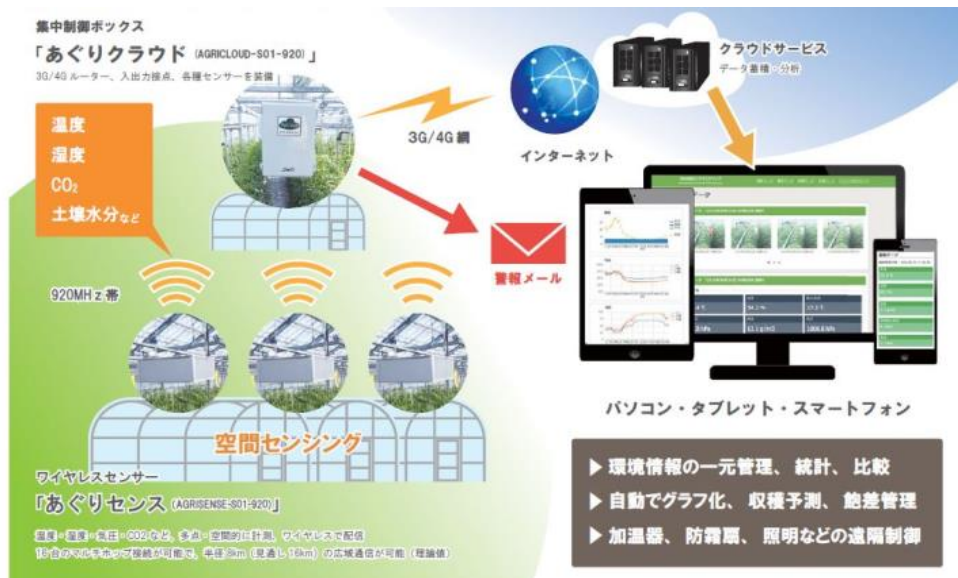 集中制御ボックス
「あぐりクラウド (AGRICLOUD-S01-920) 」
3G/4G ルーター、入出力接点、各種センサーを装備
温度
湿度
CO₂
土壌水分など
3G/4G 網
インターネット
クラウドサービス
データ蓄積・分析
警報メール
920MHz 帯
空間センシング
ワイヤレスセンサー
「あぐりセンス (AGRISENSE-S01-920)」
温度・湿度・気圧・CO2 など、多点・空間的に計測、ワイヤレスで配信
16 台のマルチホップ接続が可能で、半径 8km（見通し 16km）の広域通信が可能（理論値）
パソコン・タブレット・スマートフォン
▶ 環境情報の一元管理、統計、比較
▶ 自動でグラフ化、収穫予測、飽差管理
▶ 加温器、防霜扇、照明などの遠隔制御